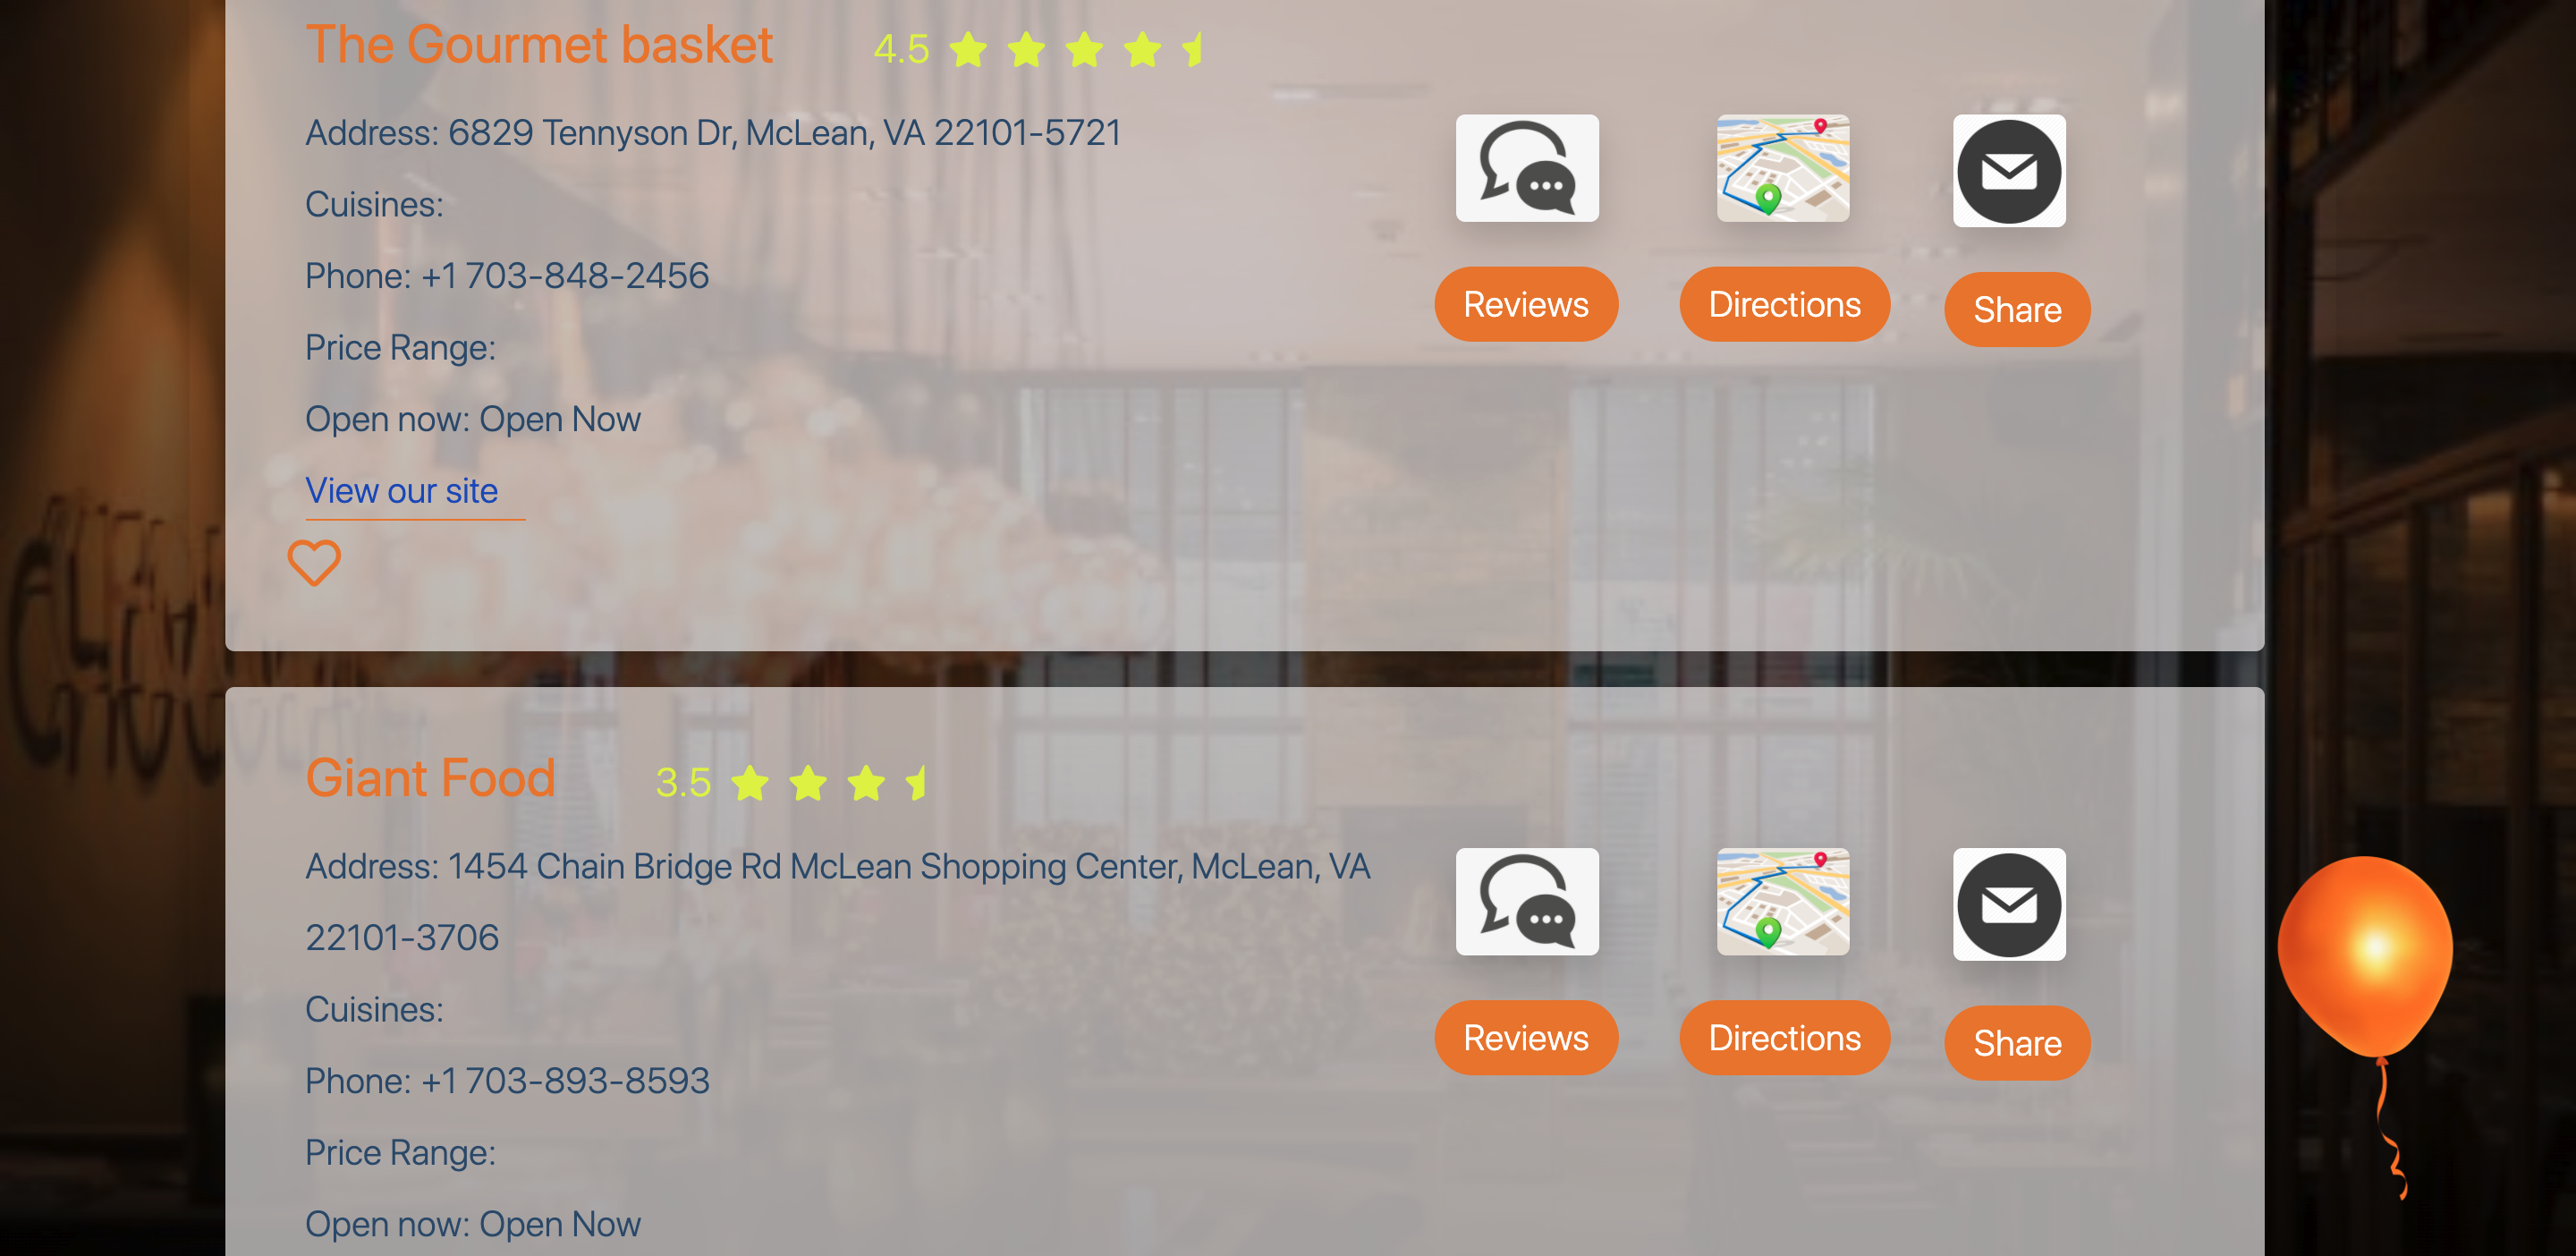 The Gourmet basket 4.5
Address: 6829 Tennyson Dr, McLean, VA 22101-5721
Cuisines:
Phone: +1 703-848-2456
Price Range:
Open now: Open Now
View our site
Reviews
Directions
Share
Giant Food 3.5
Address: 1454 Chain Bridge Rd McLean Shopping Center, McLean, VA
22101-3706
Cuisines:
Phone: +1 703-893-8593
Price Range:
Open now: Open Now
Reviews
Directions
Share